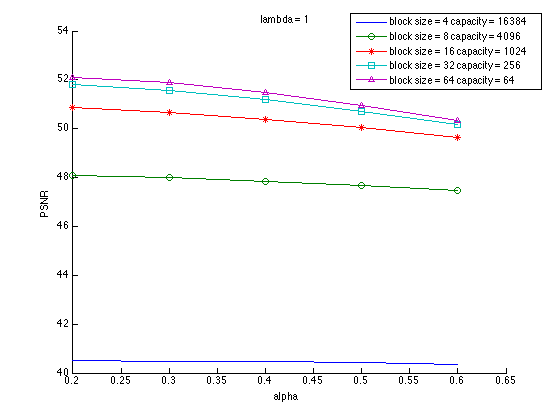 lambda = 1
block size = 4 capacity = 16384
block size = 8 capacity = 4096
block size = 16 capacity = 1024
block size = 32 capacity = 256
block size = 64 capacity = 64
PSNR
54
52
50
48
46
44
42
40
0.2 0.25 0.3 0.35 0.4 0.45 0.5 0.55 0.6 0.65
alpha